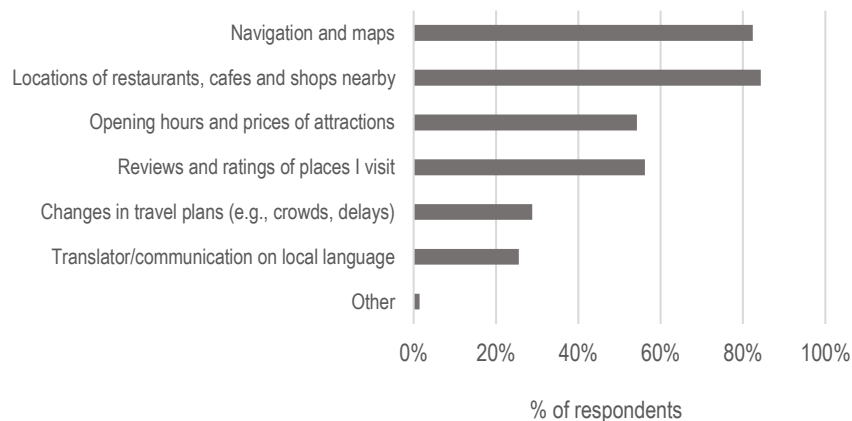 Navigation and maps
Locations of restaurants, cafes and shops nearby
Opening hours and prices of attractions
Reviews and ratings of places I visit
Changes in travel plans (e.g., crowds, delays)
Translator/communication on local language
Other
0% 20% 40% 60% 80% 100%
% of respondents